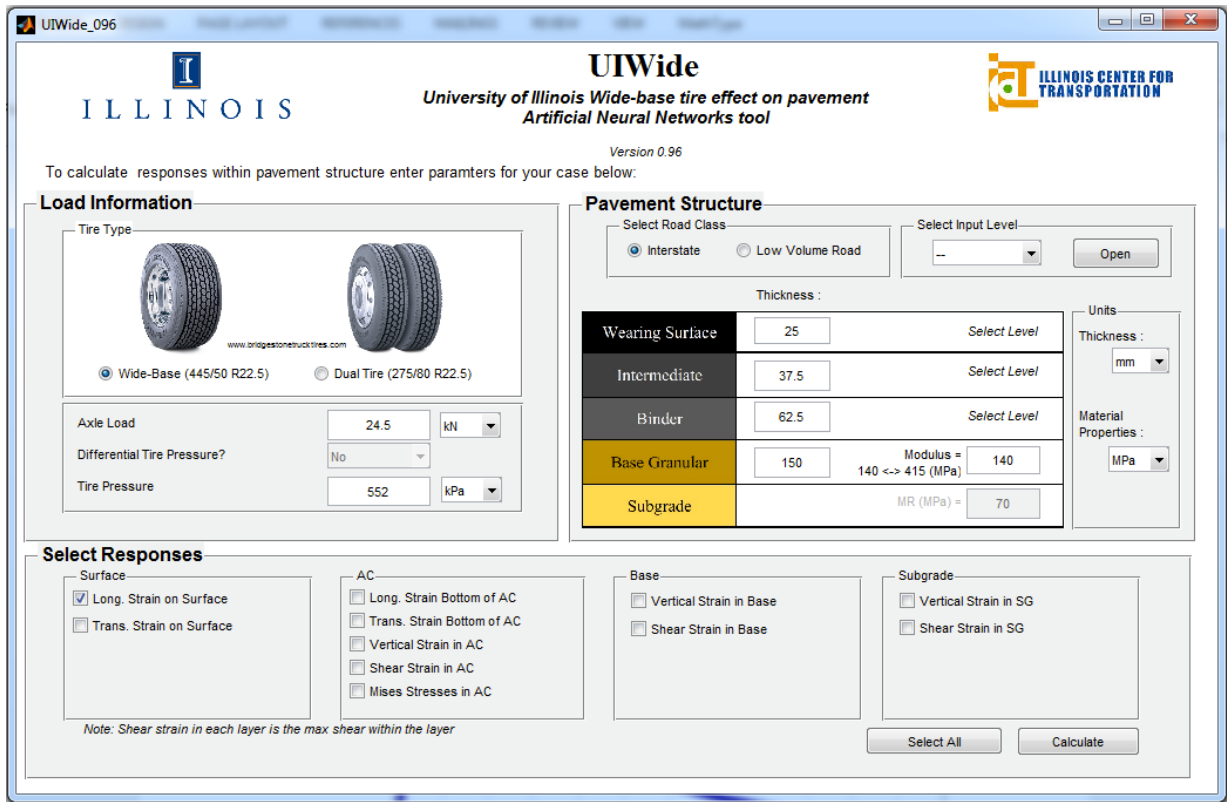 UIWide_096
I
ILLINOIS
UIWide
University of Illinois Wide-base tire effect on pavement
Artificial Neural Networks tool
Version 0.96
ILLINOIS CENTER FOR
TRANSPORTATION
To calculate responses within pavement structure enter paramters for your case below:
Load Information
Tire Type
www.bridgestonetrucktires.com
Wide-Base (445/50 R22.5)
Dual Tire (275/80 R22.5)
Axle Load
24.5
kN
Differential Tire Pressure?
No
Tire Pressure
552
kPa
Pavement Structure
Select Road Class
Interstate
Low Volume Road
Select Input Level
--
Open
Thickness :
Wearing Surface
25
Select Level
Intermediate
37.5
Select Level
Binder
62.5
Select Level
Base Granular
150
Modulus =
140 <-> 415 (MPa)
140
Subgrade
MR (MPa) =
70
Units
Thickness :
mm
Material
Properties :
MPa
Select Responses
Surface
Long. Strain on Surface
Trans. Strain on Surface
AC
Long. Strain Bottom of AC
Trans. Strain Bottom of AC
Vertical Strain in AC
Shear Strain in AC
Mises Stresses in AC
Base
Vertical Strain in Base
Shear Strain in Base
Subgrade
Vertical Strain in SG
Shear Strain in SG
Note: Shear strain in each layer is the max shear within the layer
Select All
Calculate